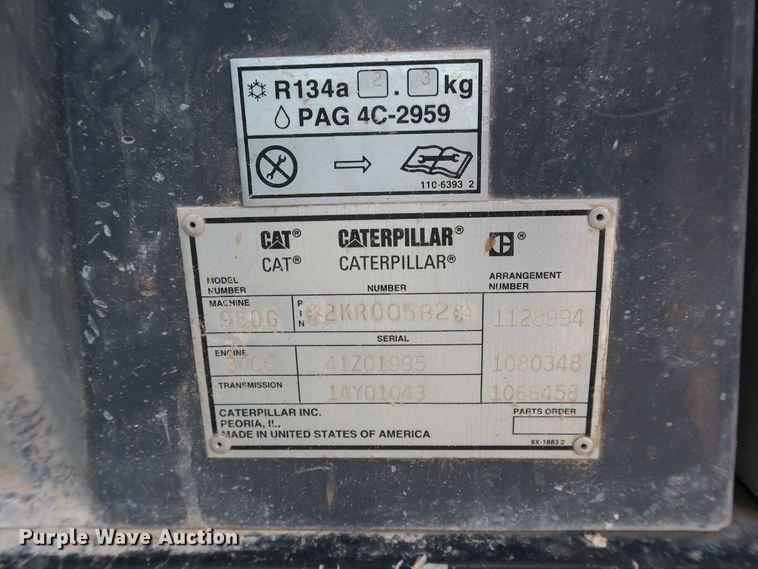 R134a 2 . 3 kg
PAG 4C-2959
110-6393 2
CAT® CATERPILLAR® ®
CAT® CATERPILLAR®
MODEL NUMBER NUMBER ARRANGEMENT NUMBER
MACHINE 980G PIN *2KR00582* 1128994
SERIAL
ENGINE 3406 41Z01995 1080348
TRANSMISSION 1AY01043 1066458
CATERPILLAR INC. PARTS ORDER
PEORIA, IL.,
MADE IN UNITED STATES OF AMERICA
9X-1883 2
Purple Wave Auction